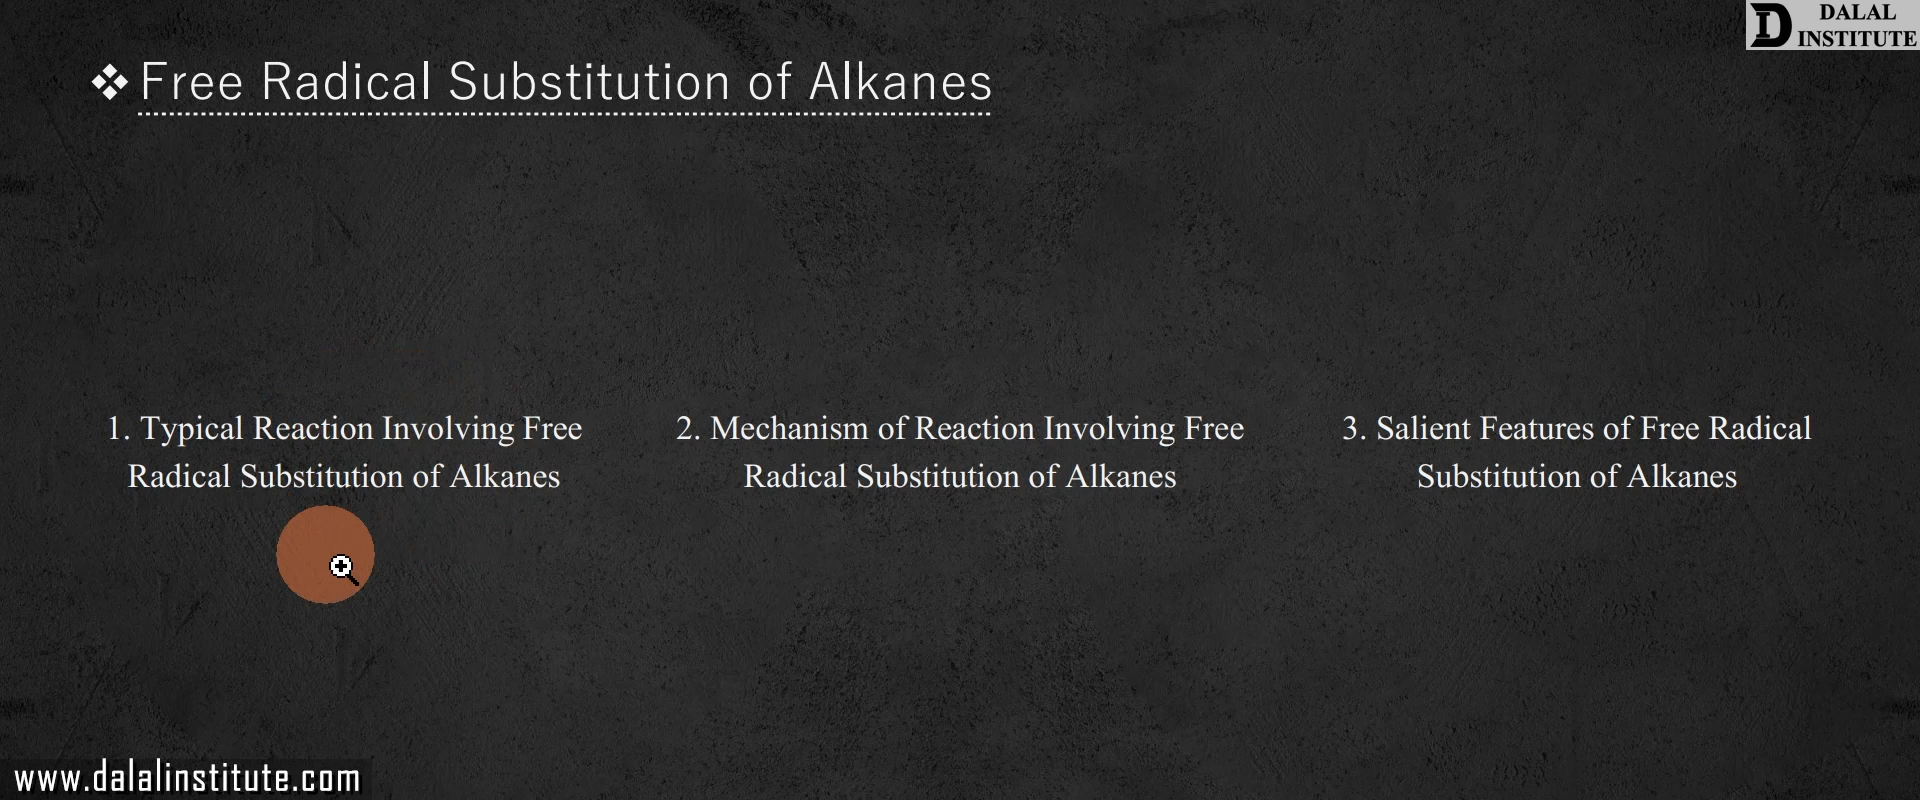 DALAL
INSTITUTE
Free Radical Substitution of Alkanes
1. Typical Reaction Involving Free
Radical Substitution of Alkanes
2. Mechanism of Reaction Involving Free
Radical Substitution of Alkanes
3. Salient Features of Free Radical
Substitution of Alkanes
www.dalalinstitute.com